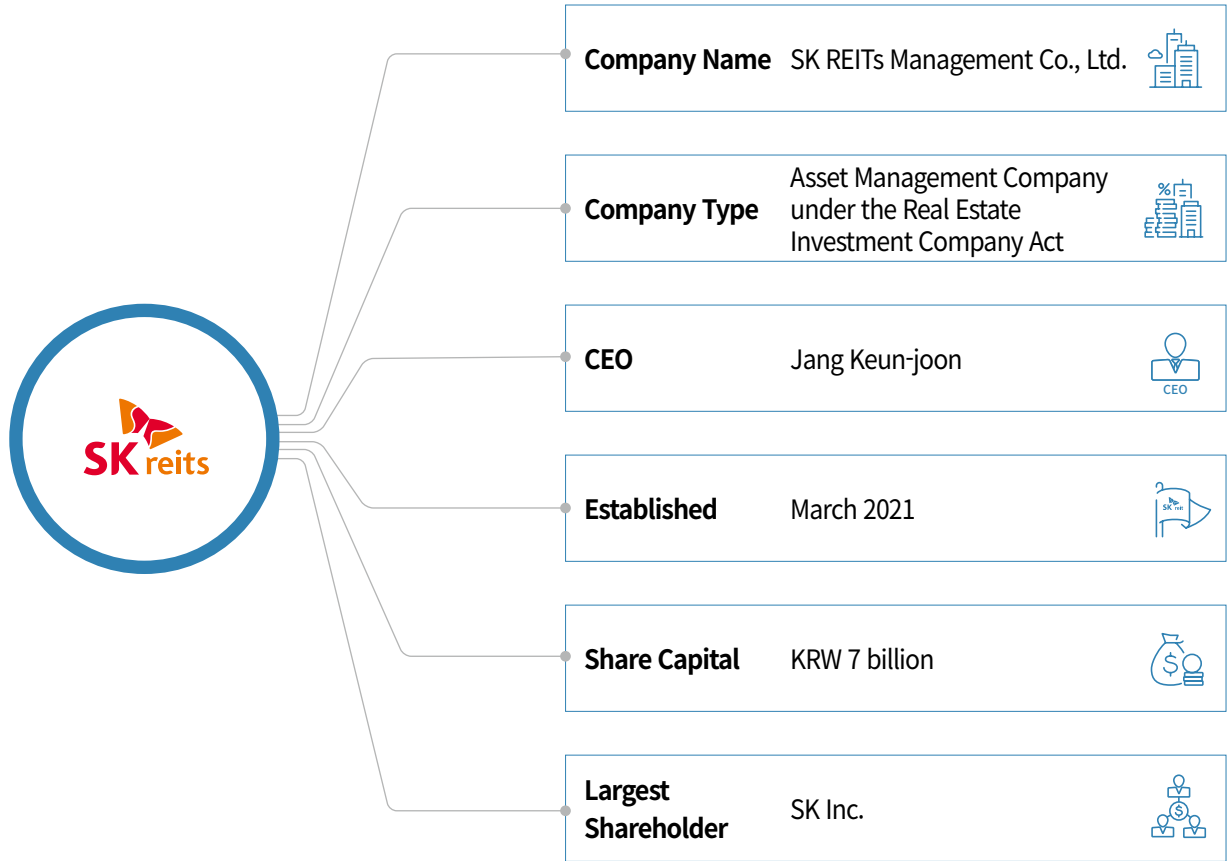 SK reits
Company Name SK REITs Management Co., Ltd.
Company Type Asset Management Company
under the Real Estate
Investment Company Act
%
CEO Jang Keun-joon
CEO
Established March 2021
SK reit
Share Capital KRW 7 billion
$
Largest
Shareholder SK Inc.
$